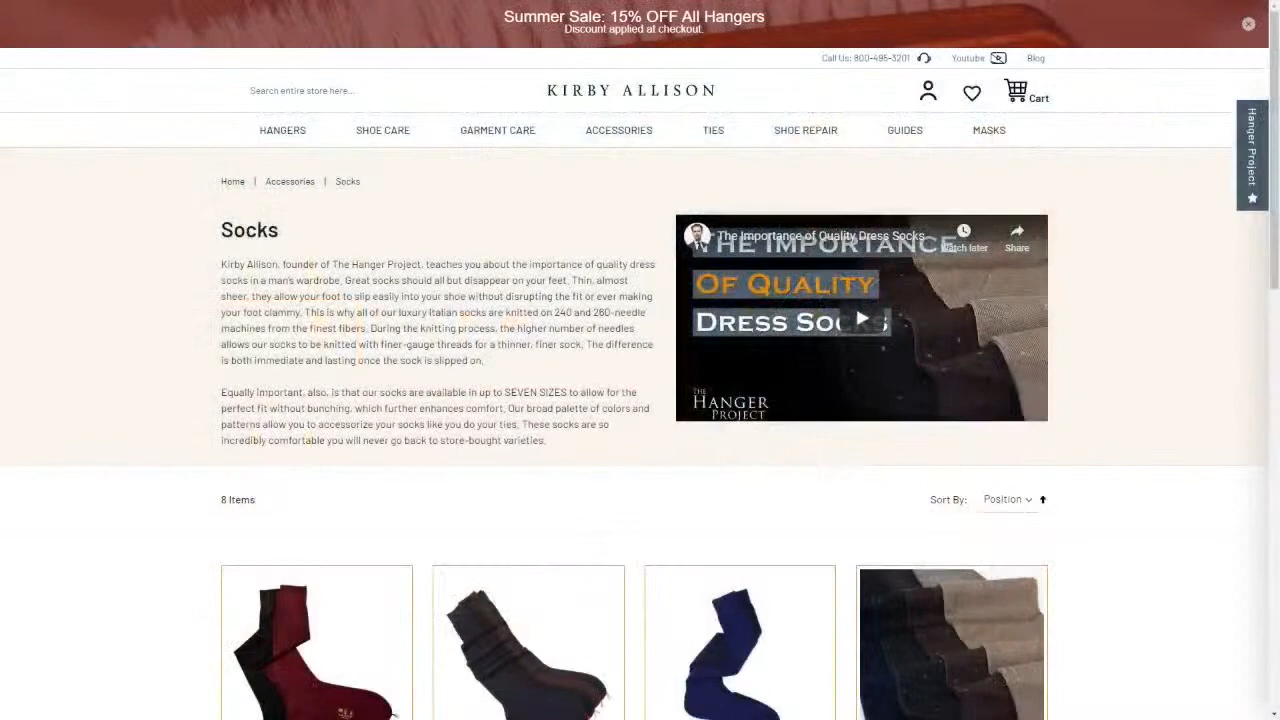 Summer Sale: 15% OFF All Hangers
Discount applied at checkout.
Call Us: 800-495-3201
Youtube
Blog
Search entire store here...
KIRBY ALLISON
Cart
HANGERS
SHOE CARE
GARMENT CARE
ACCESSORIES
TIES
SHOE REPAIR
GUIDES
MASKS
Hanger Project
Home | Accessories | Socks
Socks
Kirby Allison, founder of The Hanger Project, teaches you about the importance of quality dress
socks in a man's wardrobe. Great socks should all but disappear on your feet. Thin, almost
sheer, they allow your foot to slip easily into your shoe without disrupting the fit or ever making
your foot clammy. This is why all of our luxury Italian socks are knitted on 240 and 260-needle
machines from the finest fibers. During the knitting process, the higher number of needles
allows our socks to be knitted with finer-gauge threads for a thinner, finer sock. The difference
is both immediate and lasting once the sock is slipped on.
Equally important, also, is that our socks are available in up to SEVEN SIZES to allow for the
perfect fit without bunching, which further enhances comfort. Our broad palette of colors and
patterns allow you to accessorize your socks like you do your ties. These socks are so
incredibly comfortable you will never go back to store-bought varieties.
The Importance of Quality Dress Socks
Watch later
Share
THE IMPORTANCE
OF QUALITY
DRESS SOCKS
THE
HANGER
PROJECT
8 Items
Sort By: Position